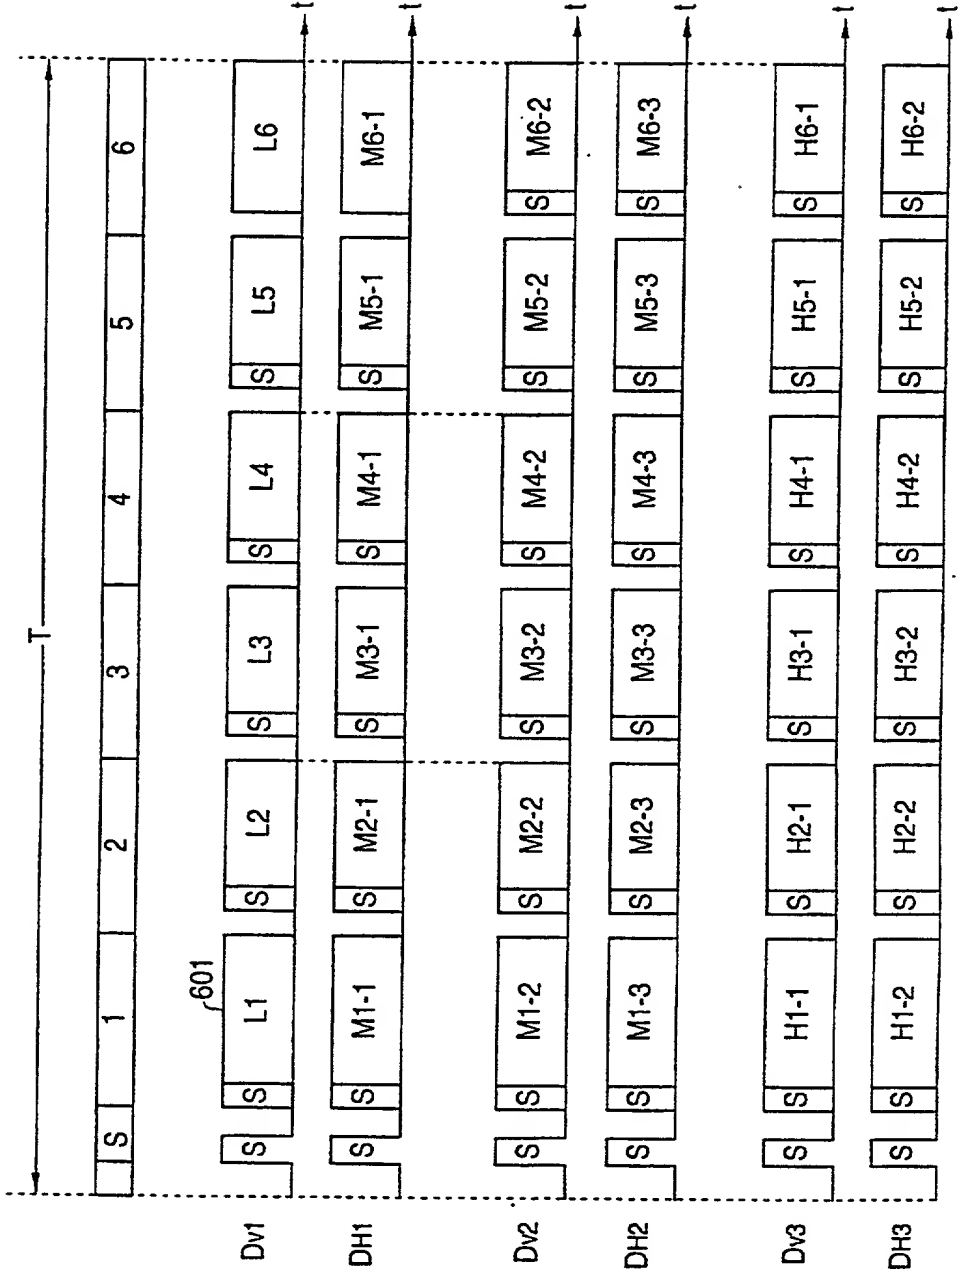 T
S 1 2 3 4 5 6
601
Dv1 S S L1 S L2 S L3 S L4 S L5 L6 t
DH1 S S M1-1 S M2-1 S M3-1 S M4-1 S M5-1 M6-1 t
Dv2 S S M1-2 S M2-2 S M3-2 S M4-2 S M5-2 S M6-2 t
DH2 S S M1-3 S M2-3 S M3-3 S M4-3 S M5-3 S M6-3 t
Dv3 S S H1-1 S H2-1 S H3-1 S H4-1 S H5-1 S H6-1 t
DH3 S S H1-2 S H2-2 S H3-2 S H4-2 S H5-2 S H6-2 t